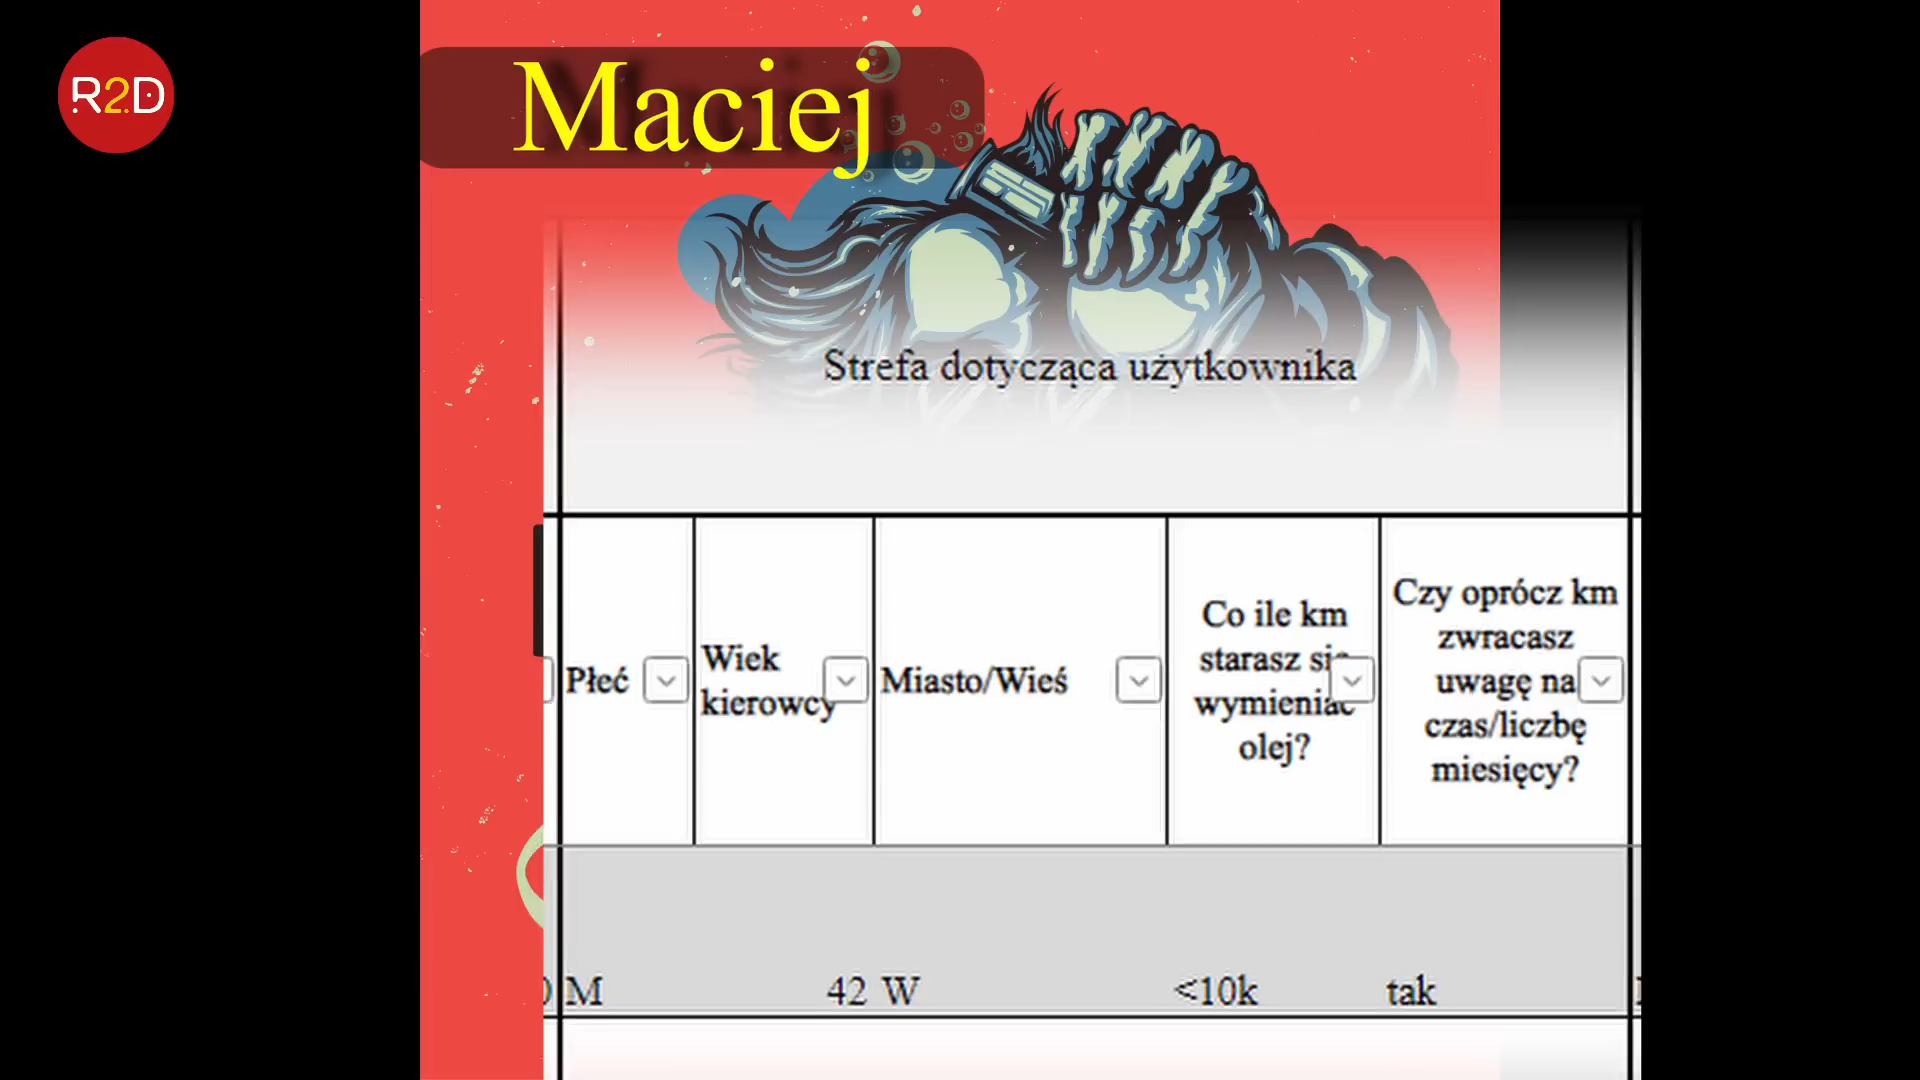 R2D
Maciej
Strefa dotycząca użytkownika
Płeć
Wiek
kierowcy
Miasto/Wieś
Co ile km
starasz się
wymieniać
olej?
Czy oprócz km
zwracasz
uwagę na
czas/liczbę
miesięcy?
M 42 W <10k tak